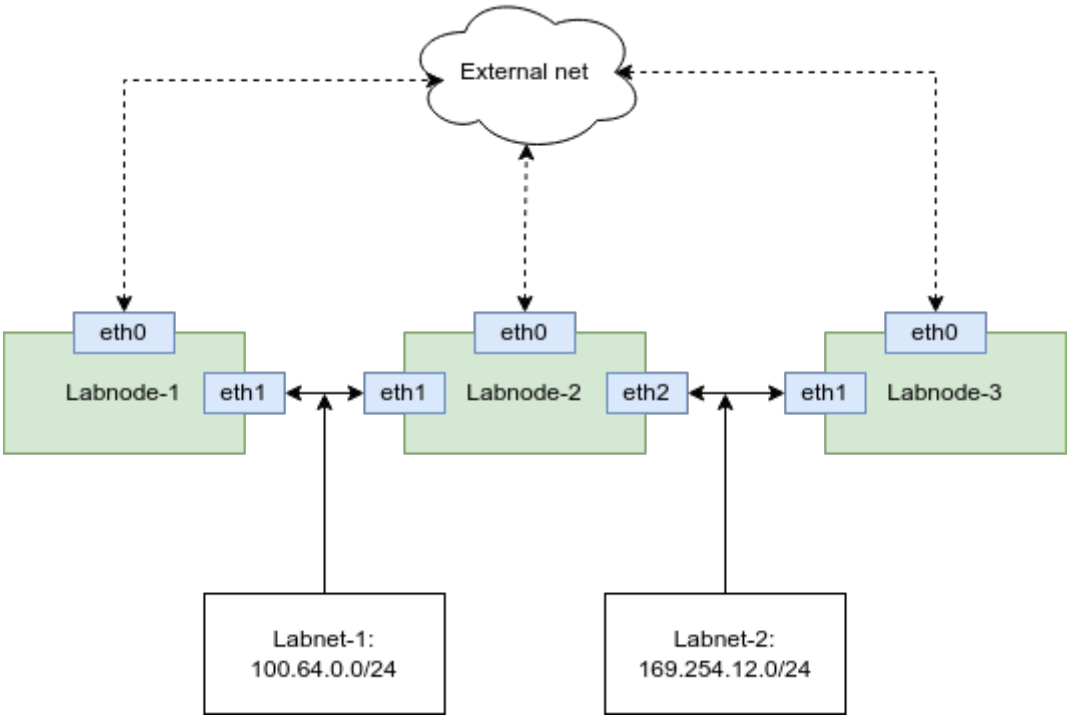 External net
eth0
eth0
eth0
Labnode-1
eth1
eth1
Labnode-2
eth2
eth1
Labnode-3
Labnet-1:
100.64.0.0/24
Labnet-2:
169.254.12.0/24